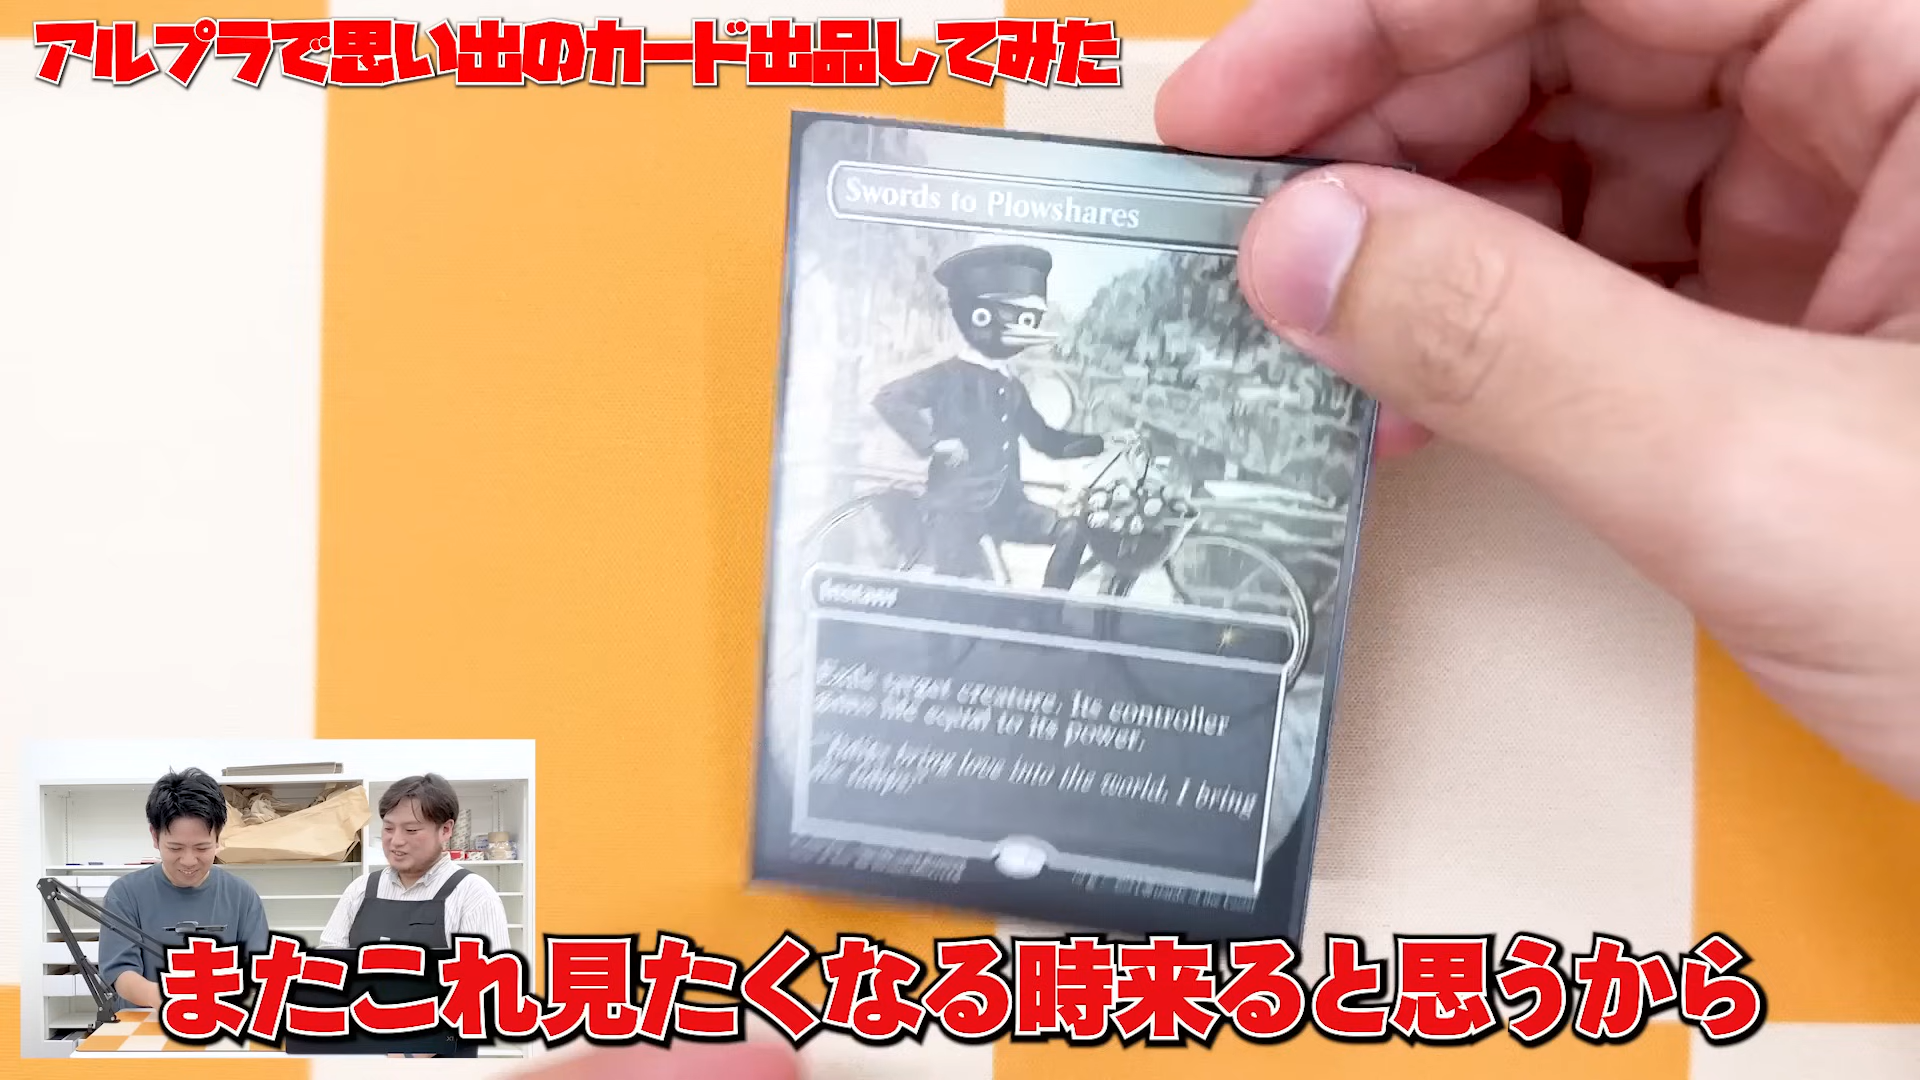 アルプラで思い出のカード出品してみた
Swords to Plowshares
Instant
Exile target creature. Its controller
gains life equal to its power.
love into the world. I bring
またこれ見たくなる時来ると思うから